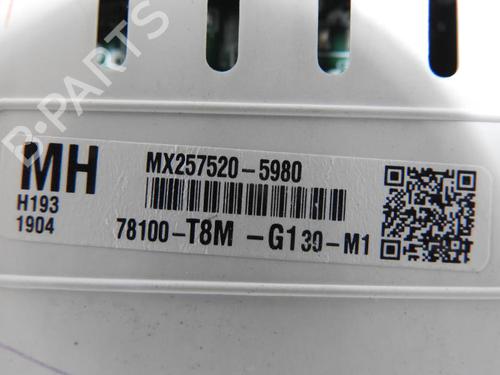 B-PARTS
MH
MX257520-5980
H193
1904
78100-T8M -G130-M1